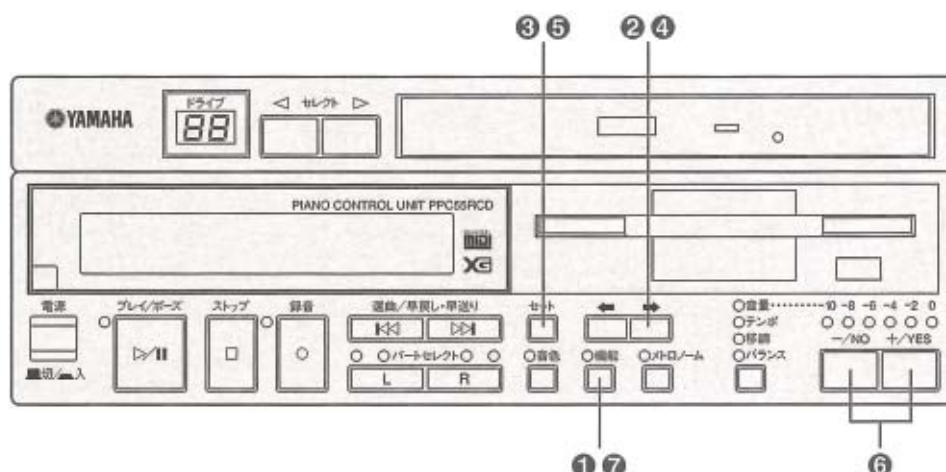 ❸❺ ❷❹
YAMAHA
ドライブ
88
◁ セレクト ▷
PIANO CONTROL UNIT PPC55RCD
MIDI
XG
電源 プレイ/ポーズ ストップ 録音 選曲/早戻し・早送り セット
切/入
パートセレクト
L R
音色 機能 メトロノーム
音量 -10 -8 -6 -4 -2 0
テンポ
移調
バランス
−/NO +/YES
❶❼ ❻